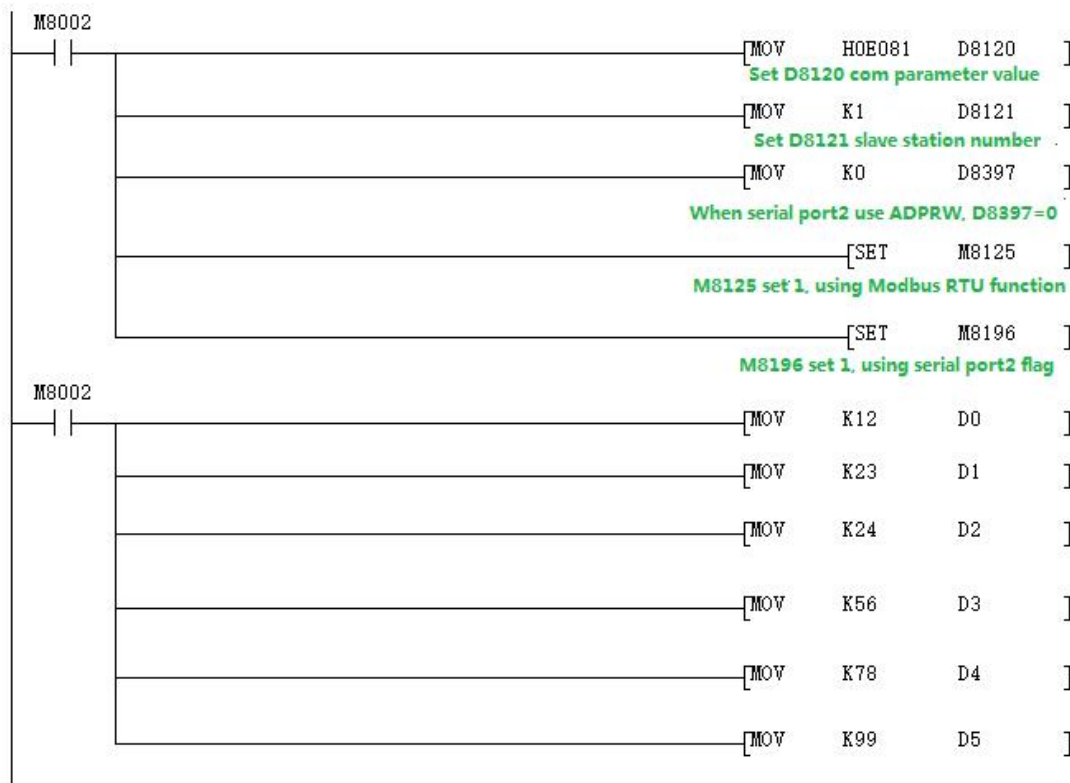 M8002
[MOV H0E081 D8120 ]
Set D8120 com parameter value
[MOV K1 D8121 ]
Set D8121 slave station number
[MOV K0 D8397 ]
When serial port2 use ADPRW, D8397=0
[SET M8125 ]
M8125 set 1, using Modbus RTU function
[SET M8196 ]
M8196 set 1, using serial port2 flag
M8002
[MOV K12 D0 ]
[MOV K23 D1 ]
[MOV K24 D2 ]
[MOV K56 D3 ]
[MOV K78 D4 ]
[MOV K99 D5 ]